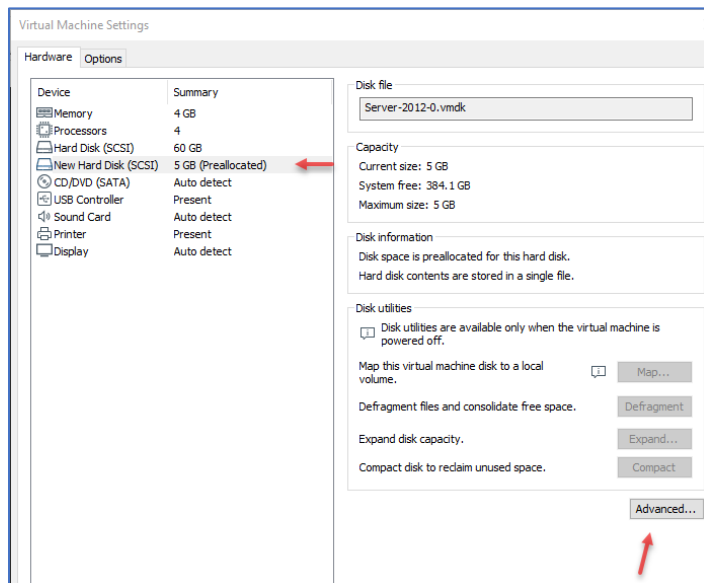 Virtual Machine Settings
Hardware Options
Device Summary
Memory 4 GB
Processors 4
Hard Disk (SCSI) 60 GB
New Hard Disk (SCSI) 5 GB (Preallocated)
CD/DVD (SATA) Auto detect
USB Controller Present
Sound Card Auto detect
Printer Present
Display Auto detect
Disk file
Server-2012-0.vmdk
Capacity
Current size: 5 GB
System free: 384.1 GB
Maximum size: 5 GB
Disk information
Disk space is preallocated for this hard disk.
Hard disk contents are stored in a single file.
Disk utilities
Disk utilities are available only when the virtual machine is
powered off.
Map this virtual machine disk to a local
volume.
Map...
Defragment files and consolidate free space. Defragment
Expand disk capacity. Expand...
Compact disk to reclaim unused space. Compact
Advanced...